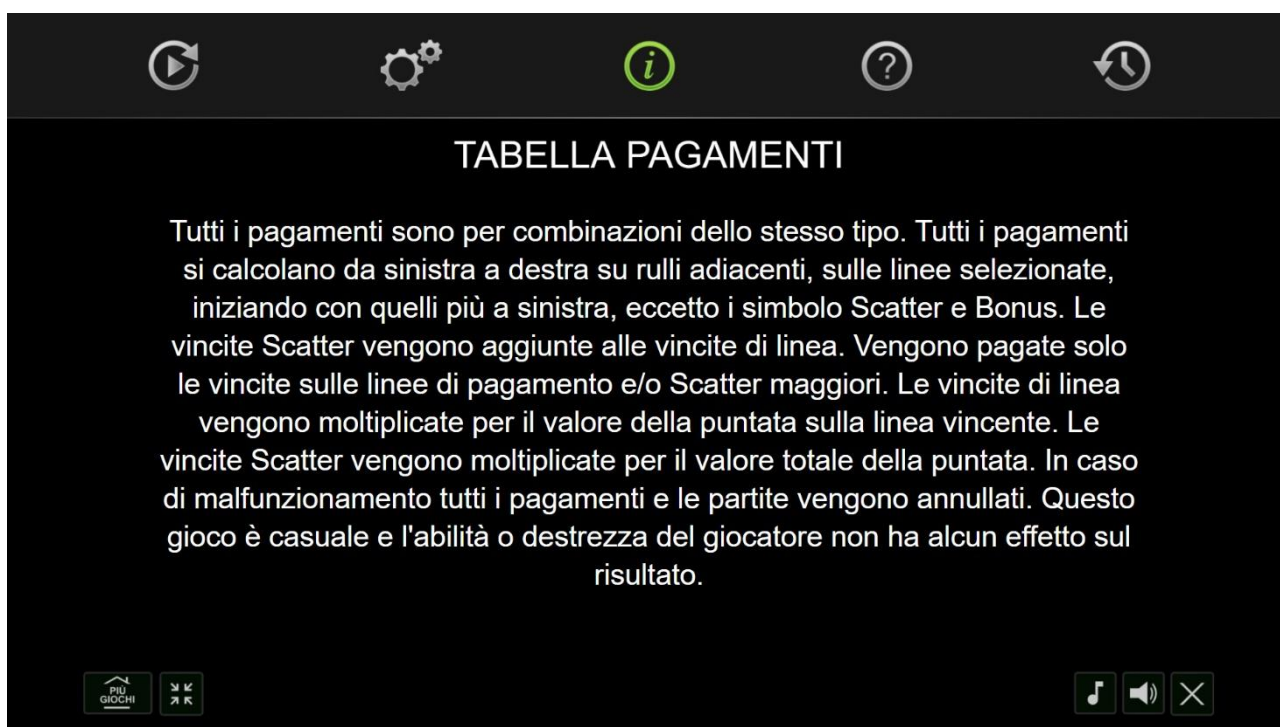 TABELLA PAGAMENTI
Tutti i pagamenti sono per combinazioni dello stesso tipo. Tutti i pagamenti
si calcolano da sinistra a destra su rulli adiacenti, sulle linee selezionate,
iniziando con quelli più a sinistra, eccetto i simbolo Scatter e Bonus. Le
vincite Scatter vengono aggiunte alle vincite di linea. Vengono pagate solo
le vincite sulle linee di pagamento e/o Scatter maggiori. Le vincite di linea
vengono moltiplicate per il valore della puntata sulla linea vincente. Le
vincite Scatter vengono moltiplicate per il valore totale della puntata. In caso
di malfunzionamento tutti i pagamenti e le partite vengono annullati. Questo
gioco è casuale e l'abilità o destrezza del giocatore non ha alcun effetto sul
risultato.
PIÙ
GIOCHI